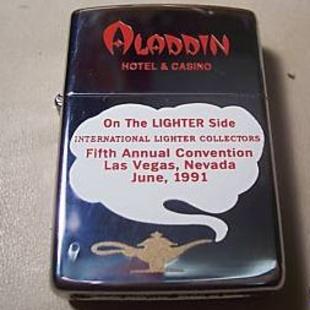 ALADDIN
HOTEL & CASINO
On The LIGHTER Side
INTERNATIONAL LIGHTER COLLECTORS
Fifth Annual Convention
Las Vegas, Nevada
June, 1991